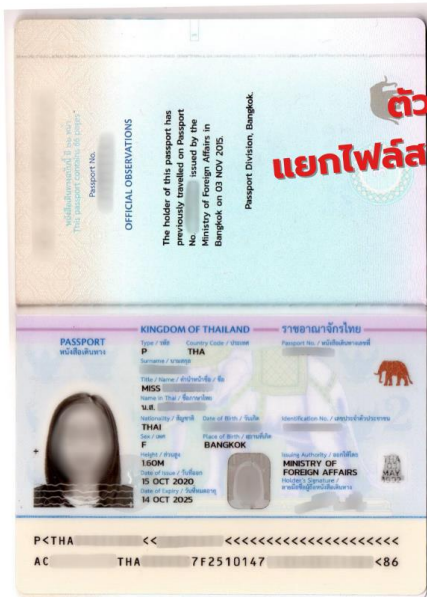 หนังสือเดินทางฉบับนี้ มี ๖๖ หน้า
This passport contains 66 pages
Passport No.
OFFICIAL OBSERVATIONS
The holder of this passport has
previously travelled on Passport
No. issued by the
Ministry of Foreign Affairs in
Bangkok on 03 NOV 2015.
Passport Division, Bangkok.
ตัว
แยกไฟล์ส
KINGDOM OF THAILAND ราชอาณาจักรไทย
PASSPORT
หนังสือเดินทาง
Type / รหัส Country Code / ประเทศ Passport No. / หนังสือเดินทางเลขที่
P THA
Surname / นามสกุล
Title / Name / คำนำหน้าชื่อ / ชื่อ
MISS
Name in Thai / ชื่อภาษาไทย
น.ส.
Nationality / สัญชาติ Date of Birth / วันเกิด Identification No. / เลขประจำตัวประชาชน
THAI
Sex / เพศ Place of Birth / สถานที่เกิด
F BANGKOK
Height / ส่วนสูง Issuing Authority / ออกให้โดย
1.60M MINISTRY OF
FOREIGN AFFAIRS
Date of Issue / วันที่ออก Holder's Signature /
15 OCT 2020 ลายมือชื่อผู้ถือหนังสือเดินทาง
Date of Expiry / วันที่หมดอายุ
14 OCT 2025
P<THA << <<<<<<<<<<<<<<<<<<<<<<
AC THA 7F2510147 <86